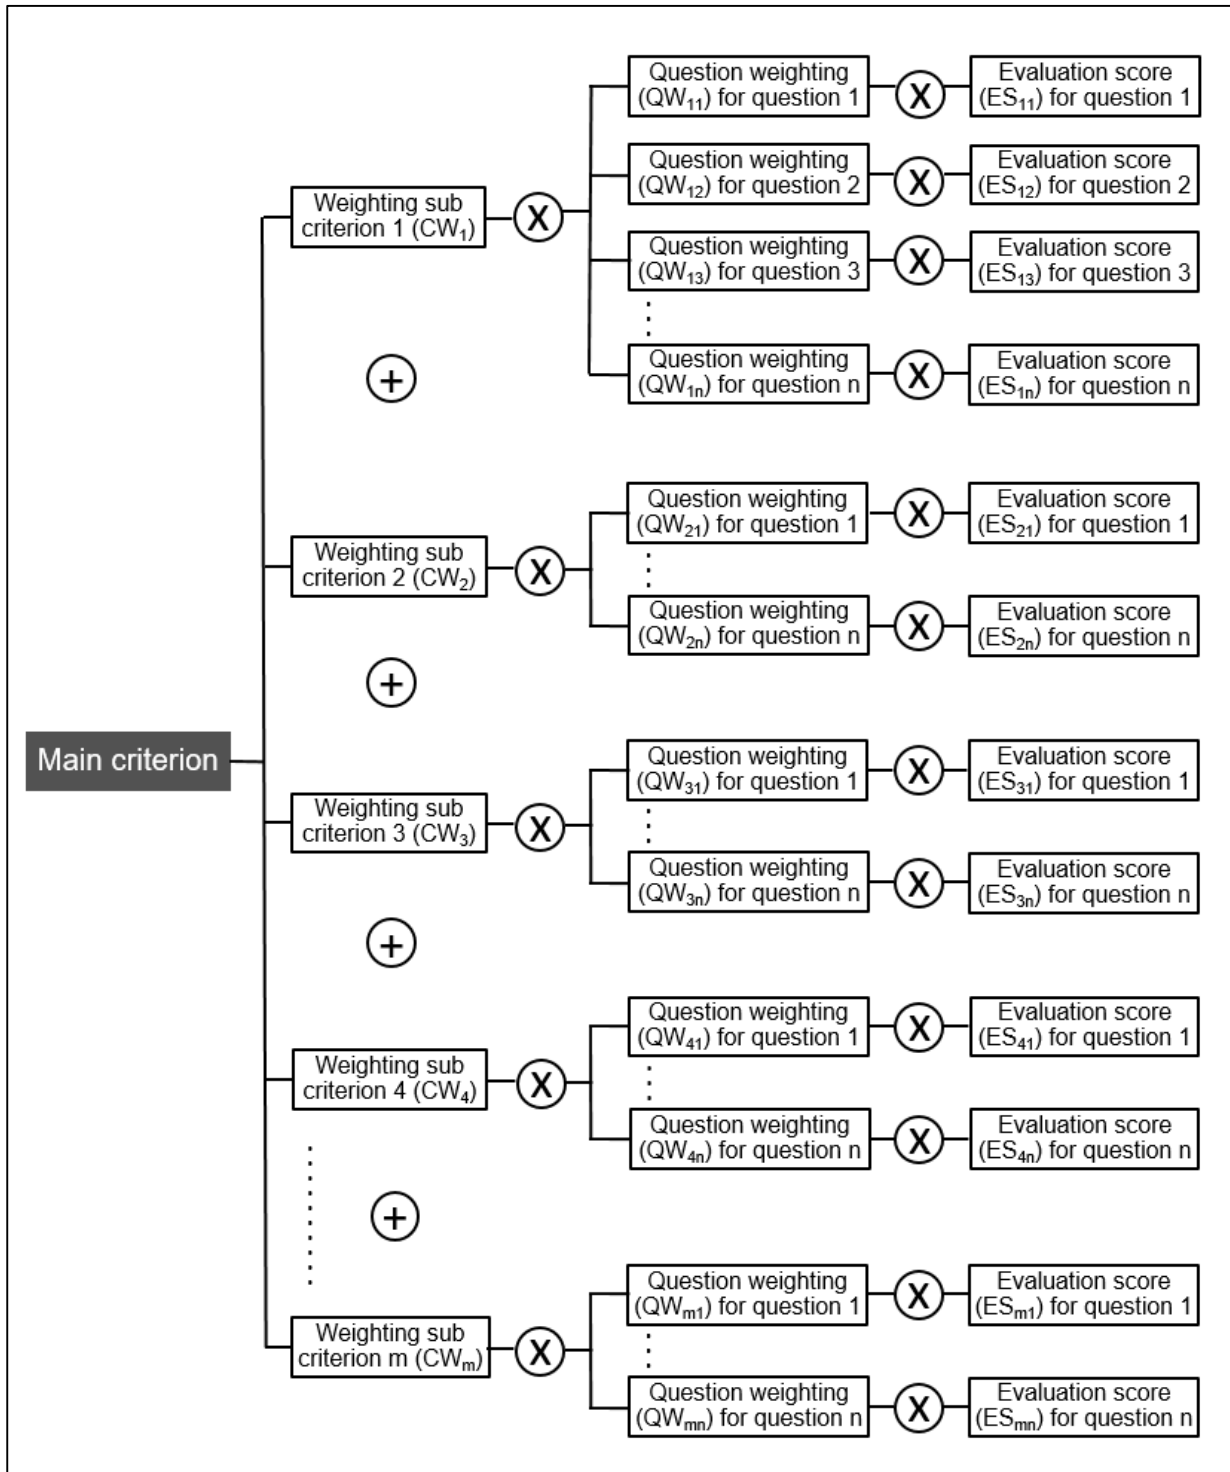 Question weighting
(QW11) for question 1
X
Evaluation score
(ES11) for question 1
Question weighting
(QW12) for question 2
X
Evaluation score
(ES12) for question 2
Weighting sub
criterion 1 (CW1)
X
Question weighting
(QW13) for question 3
X
Evaluation score
(ES13) for question 3
Question weighting
(QW1n) for question n
X
Evaluation score
(ES1n) for question n
+
Question weighting
(QW21) for question 1
X
Evaluation score
(ES21) for question 1
Weighting sub
criterion 2 (CW2)
X
Question weighting
(QW2n) for question n
X
Evaluation score
(ES2n) for question n
+
Main criterion
Question weighting
(QW31) for question 1
X
Evaluation score
(ES31) for question 1
Weighting sub
criterion 3 (CW3)
X
Question weighting
(QW3n) for question n
X
Evaluation score
(ES3n) for question n
+
Question weighting
(QW41) for question 1
X
Evaluation score
(ES41) for question 1
Weighting sub
criterion 4 (CW4)
X
Question weighting
(QW4n) for question n
X
Evaluation score
(ES4n) for question n
+
Question weighting
(QWm1) for question 1
X
Evaluation score
(ESm1) for question 1
Weighting sub
criterion m (CWm)
X
Question weighting
(QWmn) for question n
X
Evaluation score
(ESmn) for question n